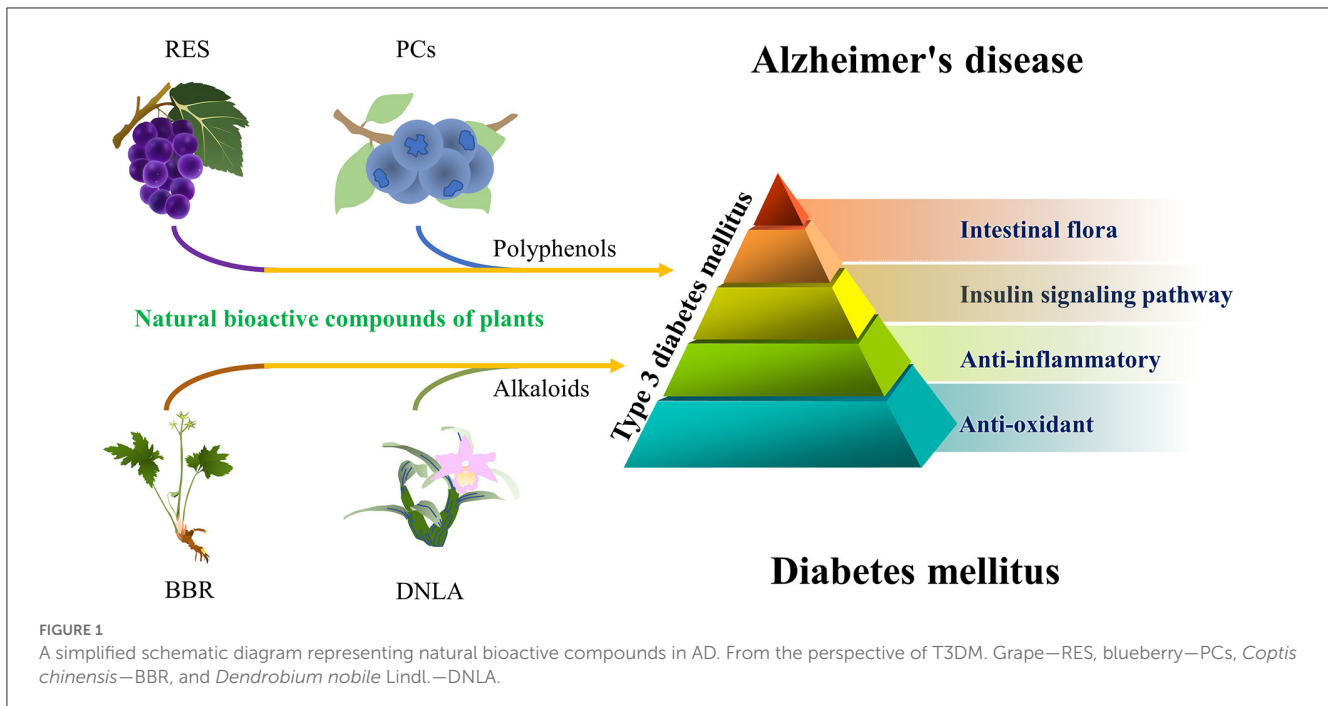 RES
PCs
Alzheimer's disease
Polyphenols
Natural bioactive compounds of plants
Alkaloids
BBR
DNLA
Type 3 diabetes mellitus
Intestinal flora
Insulin signaling pathway
Anti-inflammatory
Anti-oxidant
Diabetes mellitus
FIGURE 1
A simplified schematic diagram representing natural bioactive compounds in AD. From the perspective of T3DM. Grape—RES, blueberry—PCs, Coptis
chinensis—BBR, and Dendrobium nobile Lindl.—DNLA.